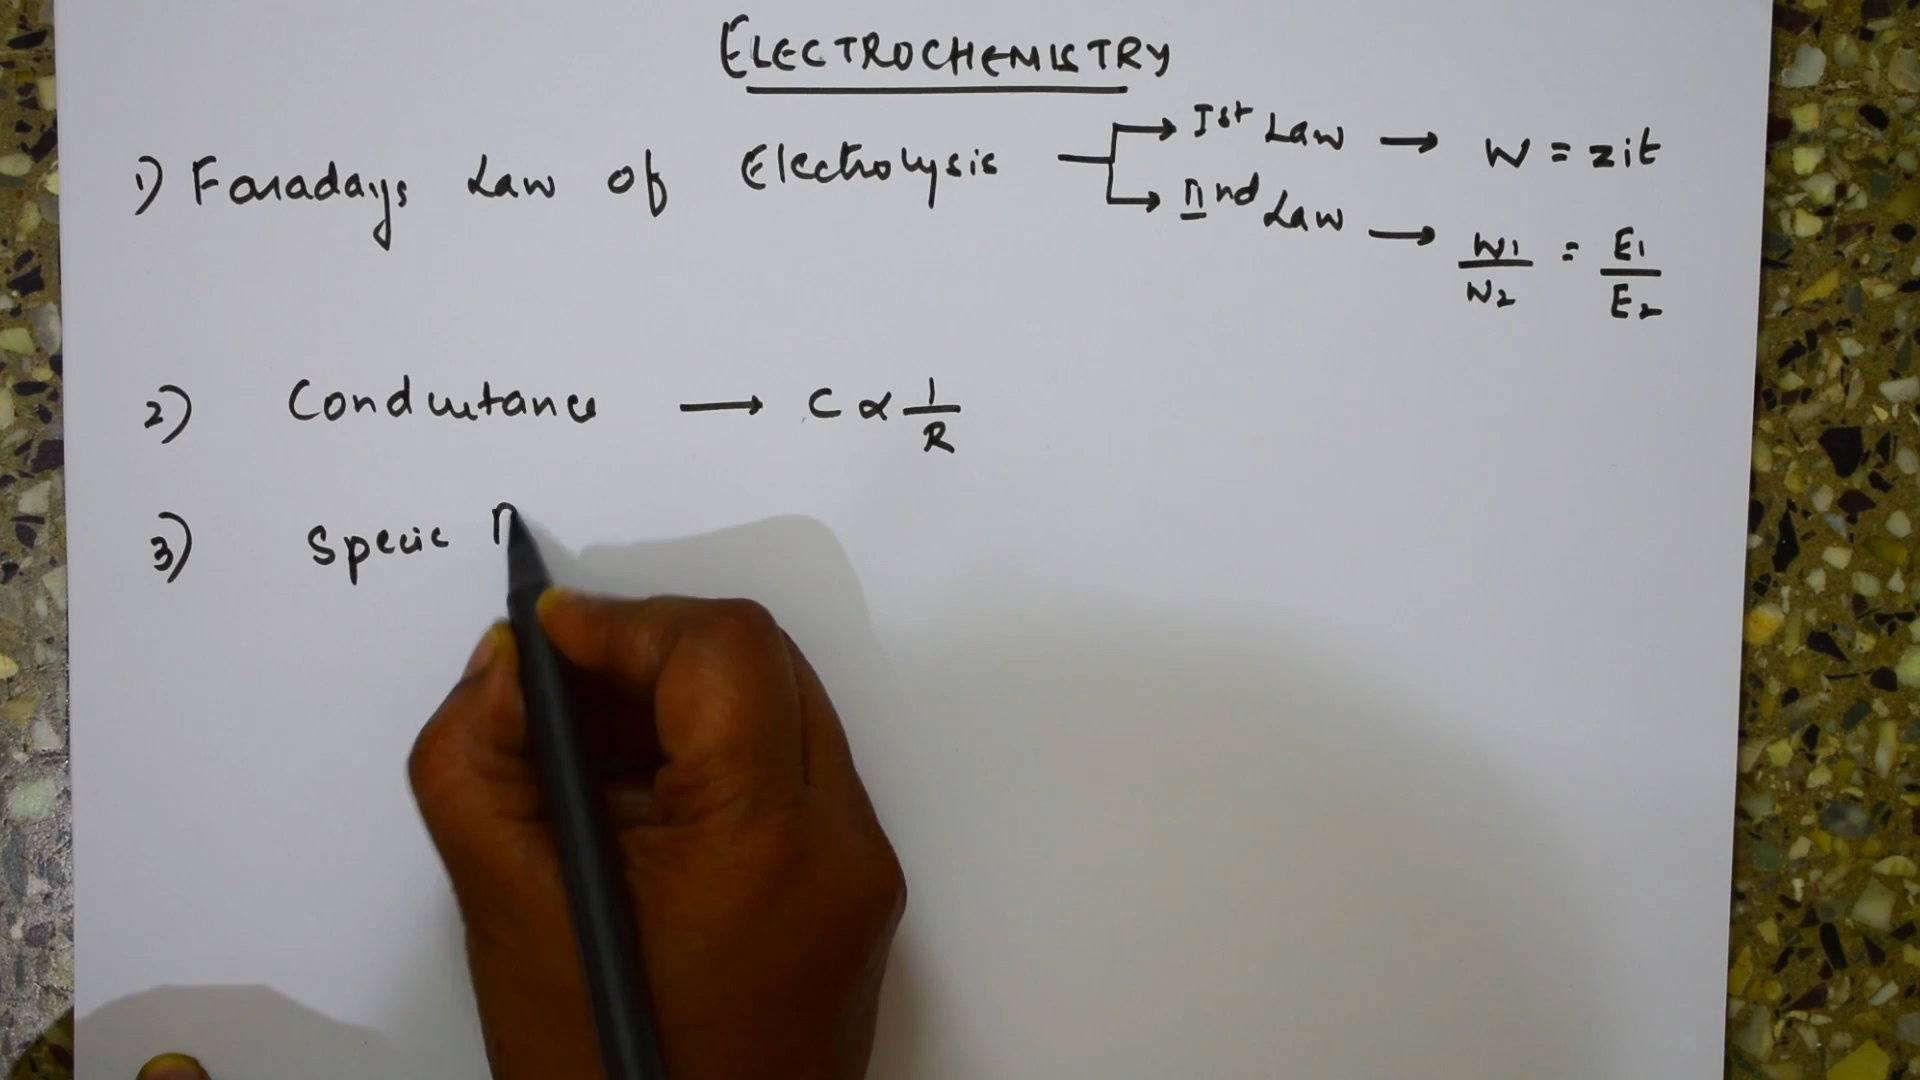 ELECTROCHEMISTRY
1) Faradays Law of Electrolysis → Ist Law → W = zit
→ IInd Law → W1/W2 = E1/E2
2) Conductance → C ∝ 1/R
3) Specic